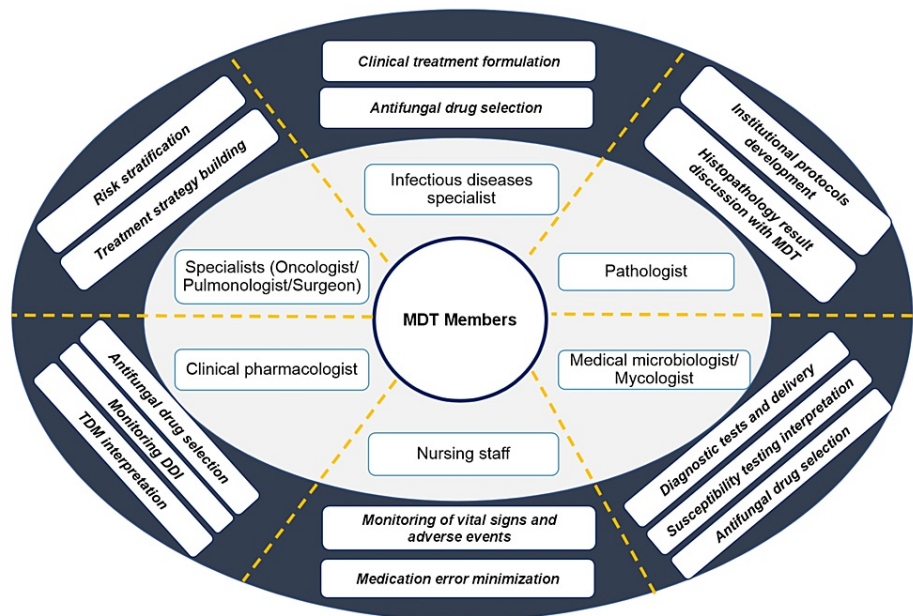 Clinical treatment formulation
Antifungal drug selection
Risk stratification
Treatment strategy building
Institutional protocols
development
Histopathology result
discussion with MDT
Infectious diseases
specialist
Specialists (Oncologist/
Pulmonologist/Surgeon)
Pathologist
MDT Members
Clinical pharmacologist
Medical microbiologist/
Mycologist
Nursing staff
Antifungal drug selection
Monitoring DDI
TDM interpretation
Diagnostic tests and delivery
Susceptibility testing interpretation
Antifungal drug selection
Monitoring of vital signs and
adverse events
Medication error minimization